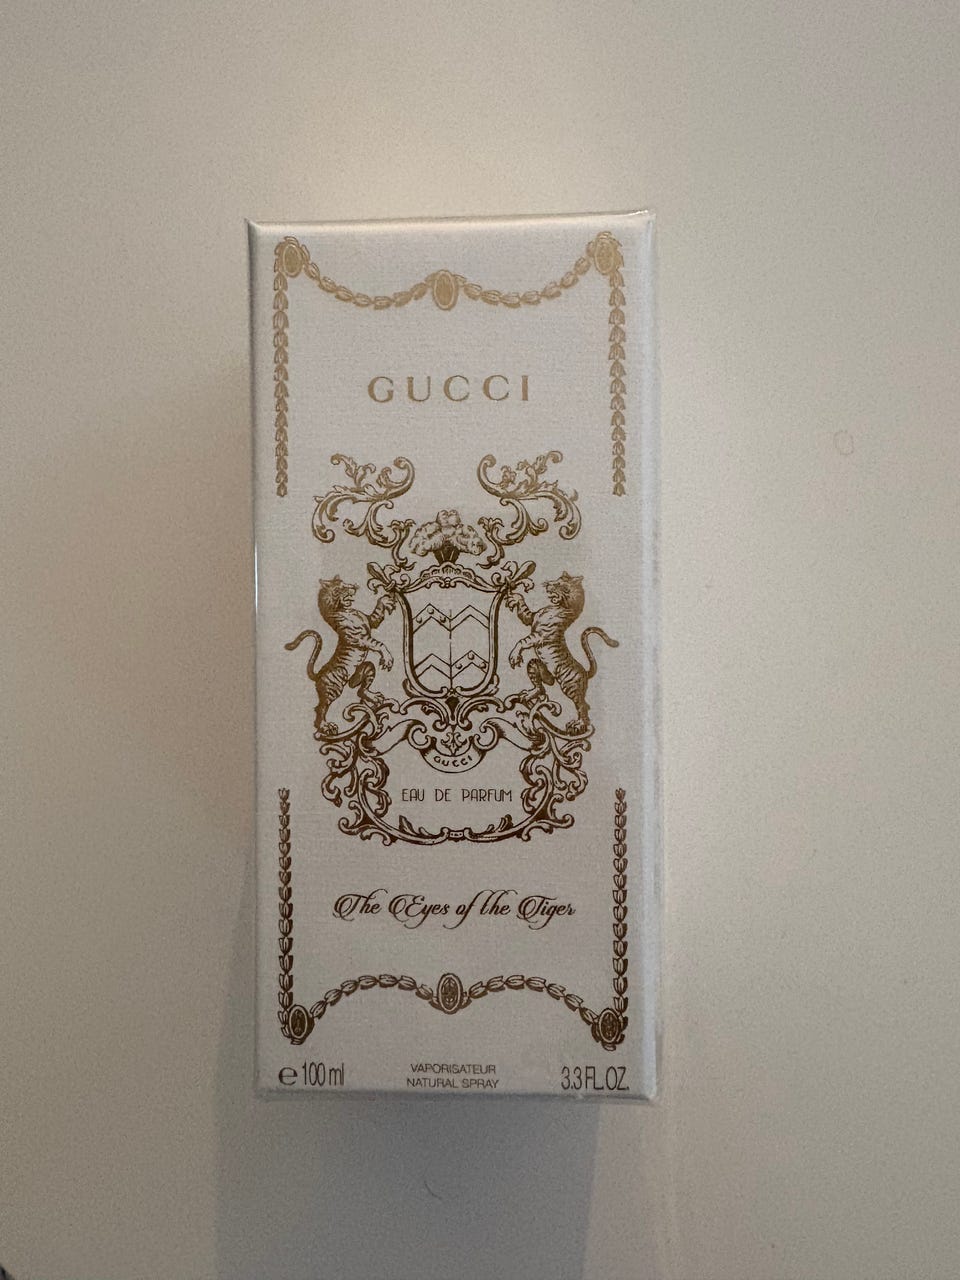 GUCCI
GUCCI
EAU DE PARFUM
The Eyes of the Tiger
℮ 100 ml
VAPORISATEUR
NATURAL SPRAY
3.3 FL.OZ.